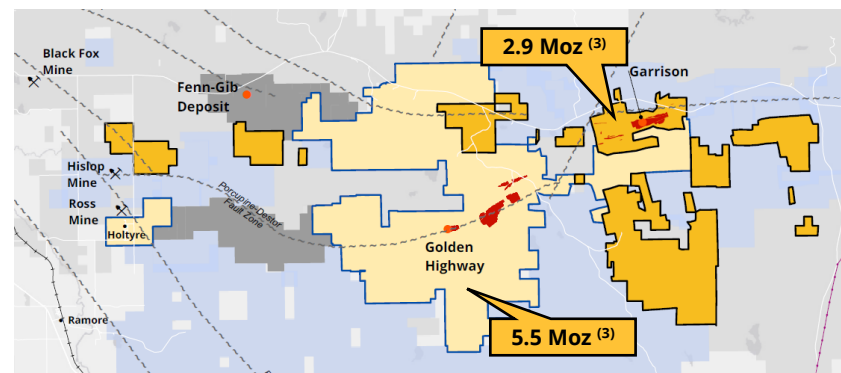 2.9 Moz (3)
Black Fox
Mine
Garrison
Fenn-Gib
Deposit
Hislop
Mine
Porcupine-Destor
Fault Zone
Ross
Mine
Holtyre
Golden
Highway
Ramore
5.5 Moz (3)